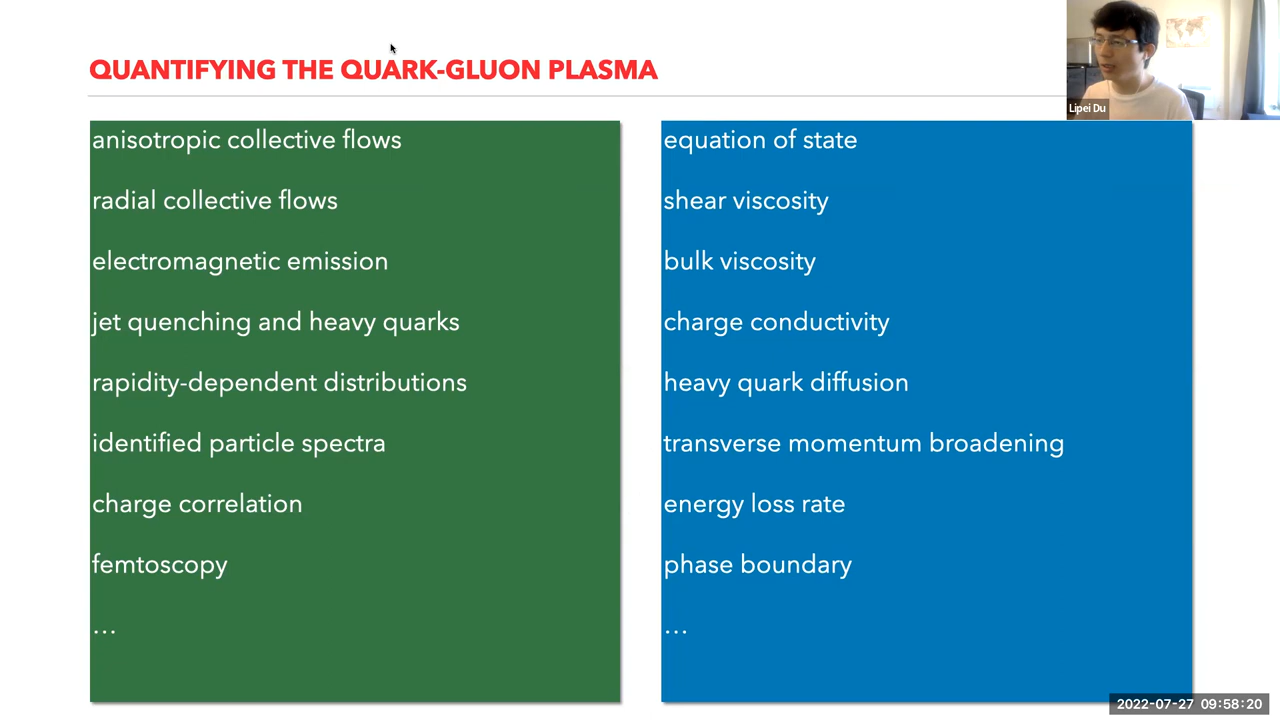 QUANTIFYING THE QUARK-GLUON PLASMA
Lipei Du
anisotropic collective flows
radial collective flows
electromagnetic emission
jet quenching and heavy quarks
rapidity-dependent distributions
identified particle spectra
charge correlation
femtoscopy
…
equation of state
shear viscosity
bulk viscosity
charge conductivity
heavy quark diffusion
transverse momentum broadening
energy loss rate
phase boundary
…
2022-07-27 09:58:20